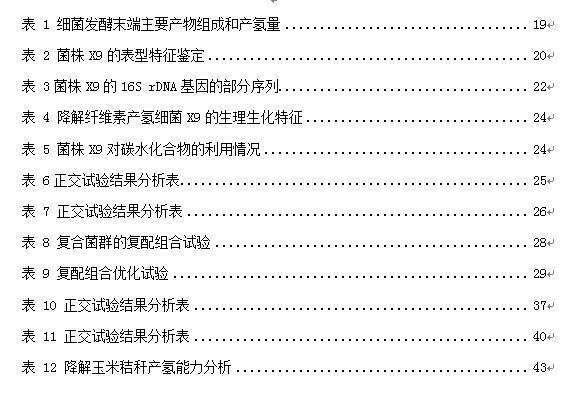 表 1 细菌发酵末端主要产物组成和产氢量 ........................ 19
表 2 菌株 X9 的表型特征鉴定 ........................ 20
表 3菌株 X9 的 16S rDNA 基因的部分序列........................ 22
表 4 降解纤维素产氢细菌 X9 的生理生化特征 ........................ 24
表 5 菌株 X9 对碳水化合物的利用情况 ........................ 24
表 6正交试验结果分析表........................ 25
表 7 正交试验结果分析表 ........................ 26
表 8 复合菌群的复配组合试验 ........................ 28
表 9 复配组合优化试验 ........................ 29
表 10 正交试验结果分析表 ........................ 37
表 11 正交试验结果分析表 ........................ 40
表 12 降解玉米秸秆产氢能力分析 ........................ 43